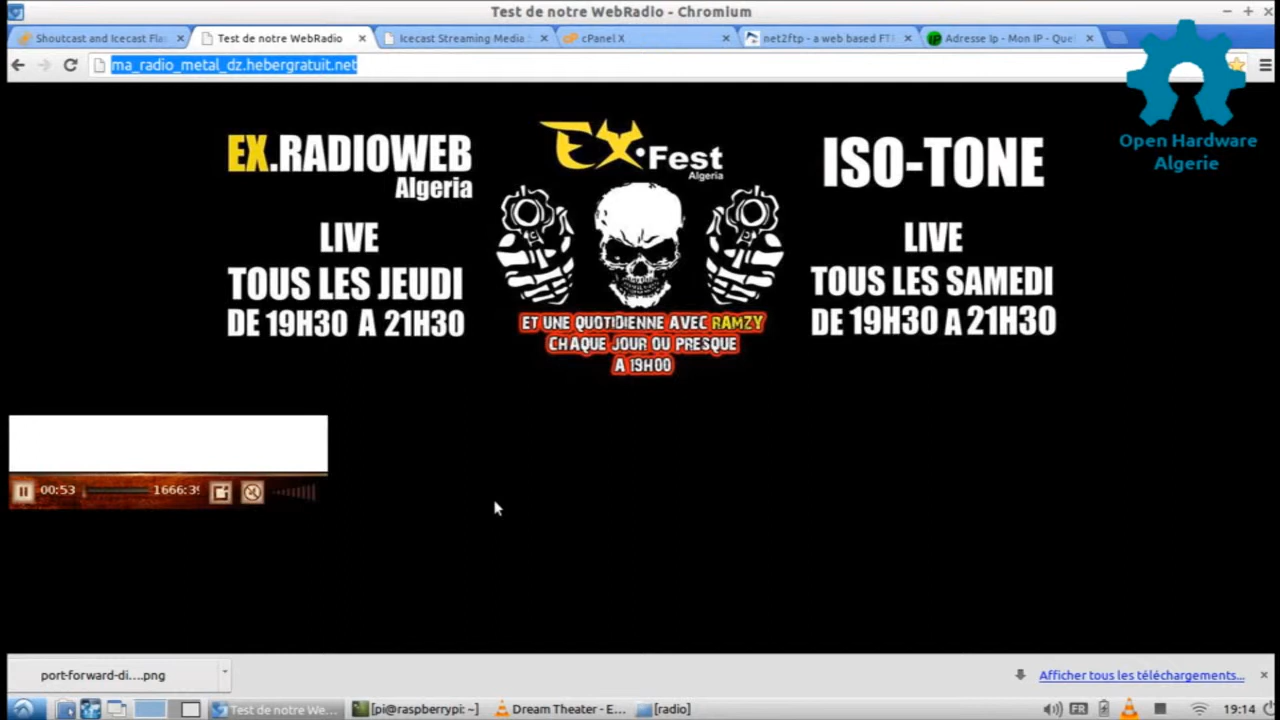 Test de notre WebRadio - Chromium
Shoutcast and Icecast Fla
Test de notre WebRadio
Icecast Streaming Media
cPanel X
net2ftp - a web based FT
Adresse Ip - Mon IP - Que
ma_radio_metal_dz.hebergratuit.net
Open Hardware
Algerie
EX.RADIOWEB
Algeria
LIVE
TOUS LES JEUDI
DE 19H30 A 21H30
EX.Fest
Algeria
ET UNE QUOTIDIENNE AVEC RAMZY
CHAQUE JOUR OU PRESQUE
A 19H00
ISO-TONE
LIVE
TOUS LES SAMEDI
DE 19H30 A 21H30
00:53
1666:39
port-forward-di....png
Afficher tous les téléchargements...
Test de notre We...
[pi@raspberrypi: ~]
Dream Theater - E...
[radio]
FR
19:14